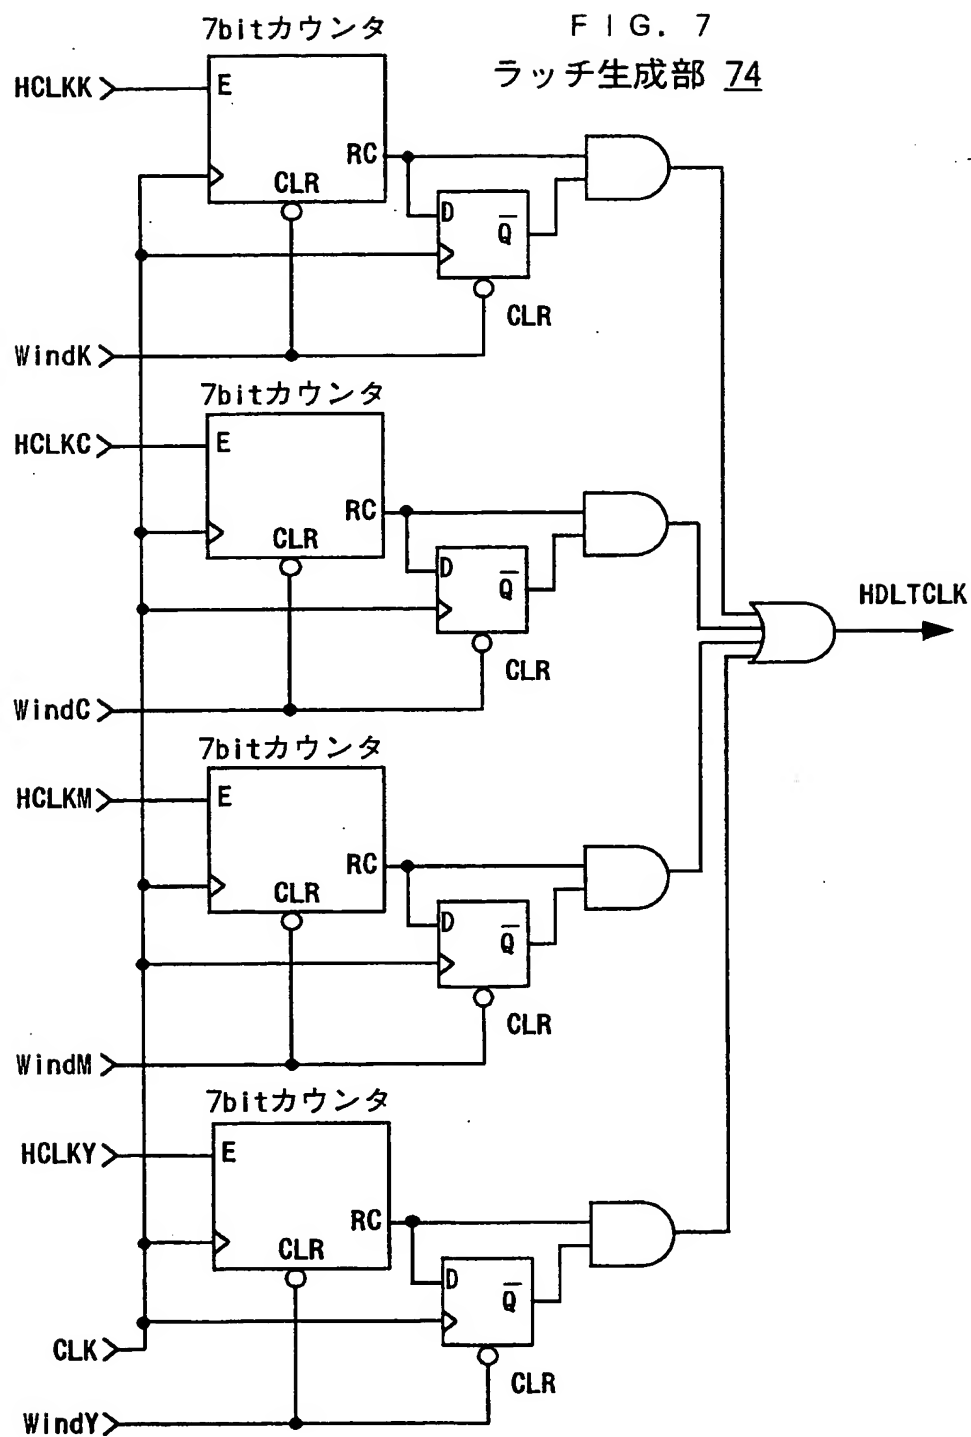 FIG. 7
ラッチ生成部 74
7bitカウンタ
HCLKK
E
RC
CLR
D
Q̅
CLR
WindK
7bitカウンタ
HCLKC
E
RC
CLR
D
Q̅
CLR
WindC
HDLTCLK
7bitカウンタ
HCLKM
E
RC
CLR
D
Q̅
CLR
WindM
7bitカウンタ
HCLKY
E
RC
CLR
D
Q̅
CLR
CLK
WindY